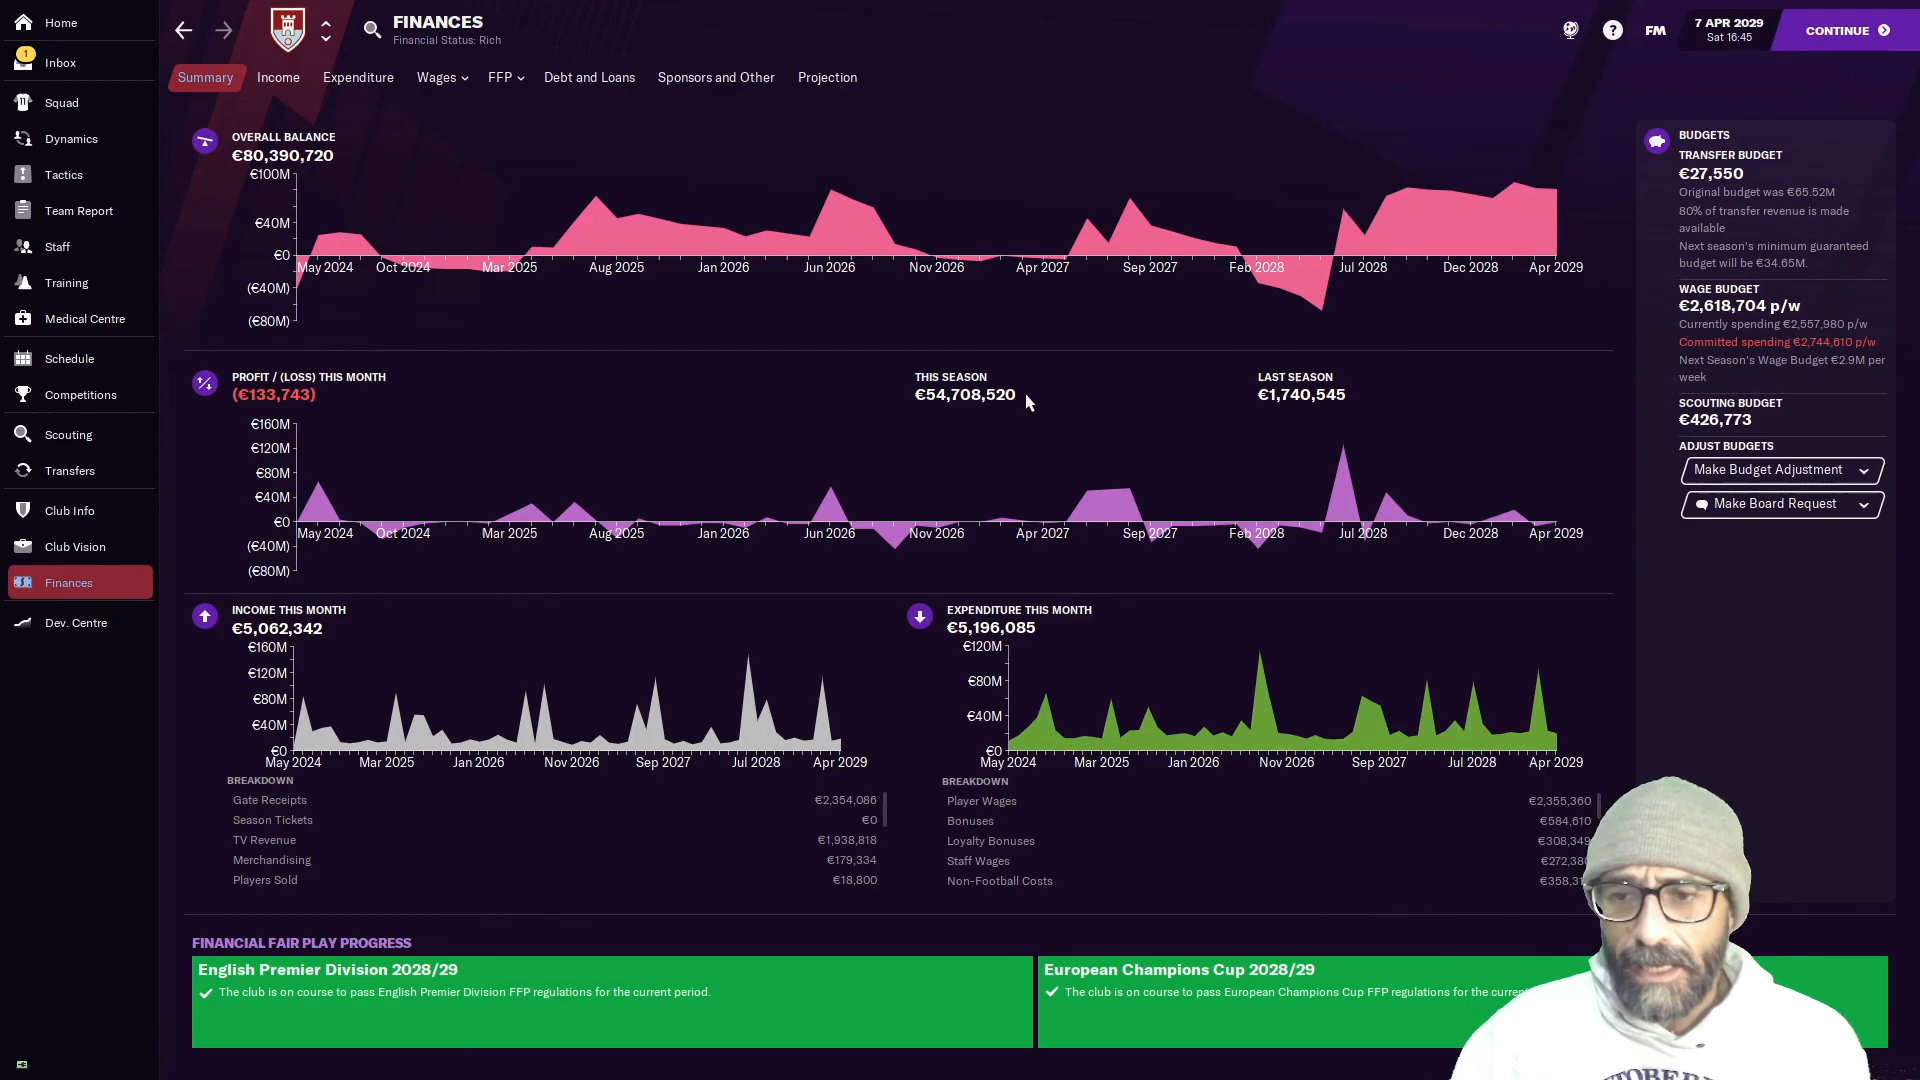 Home
1
Inbox
Squad
Dynamics
Tactics
Team Report
Staff
Training
Medical Centre
Schedule
Competitions
Scouting
Transfers
Club Info
Club Vision
Finances
Dev. Centre
FINANCES
Financial Status: Rich
FM
7 APR 2029
Sat 16:45
CONTINUE
Summary
Income
Expenditure
Wages
FFP
Debt and Loans
Sponsors and Other
Projection
OVERALL BALANCE
€80,390,720
€100M
€40M
€0
(€40M)
(€80M)
May 2024 Oct 2024 Mar 2025 Aug 2025 Jan 2026 Jun 2026 Nov 2026 Apr 2027 Sep 2027 Feb 2028 Jul 2028 Dec 2028 Apr 2029
PROFIT / (LOSS) THIS MONTH
(€133,743)
THIS SEASON
€54,708,520
LAST SEASON
€1,740,545
€160M
€120M
€80M
€40M
€0
(€40M)
(€80M)
May 2024 Oct 2024 Mar 2025 Aug 2025 Jan 2026 Jun 2026 Nov 2026 Apr 2027 Sep 2027 Feb 2028 Jul 2028 Dec 2028 Apr 2029
INCOME THIS MONTH
€5,062,342
€160M
€120M
€80M
€40M
€0
May 2024 Mar 2025 Jan 2026 Nov 2026 Sep 2027 Jul 2028 Apr 2029
BREAKDOWN
Gate Receipts €2,354,086
Season Tickets €0
TV Revenue €1,938,818
Merchandising €179,334
Players Sold €18,800
EXPENDITURE THIS MONTH
€5,196,085
€120M
€80M
€40M
€0
May 2024 Mar 2025 Jan 2026 Nov 2026 Sep 2027 Jul 2028 Apr 2029
BREAKDOWN
Player Wages €2,355,360
Bonuses €584,610
Loyalty Bonuses €308,349
Staff Wages
Non-Football Costs
BUDGETS
TRANSFER BUDGET
€27,550
Original budget was €65.52M
80% of transfer revenue is made
available
Next season's minimum guaranteed
budget will be €34.65M.
WAGE BUDGET
€2,618,704 p/w
Currently spending €2,557,980 p/w
Committed spending €2,744,610 p/w
Next Season's Wage Budget €2.9M per
week
SCOUTING BUDGET
€426,773
ADJUST BUDGETS
Make Budget Adjustment
Make Board Request
FINANCIAL FAIR PLAY PROGRESS
English Premier Division 2028/29
The club is on course to pass English Premier Division FFP regulations for the current period.
European Champions Cup 2028/29
The club is on course to pass European Champions Cup FFP regulations for the